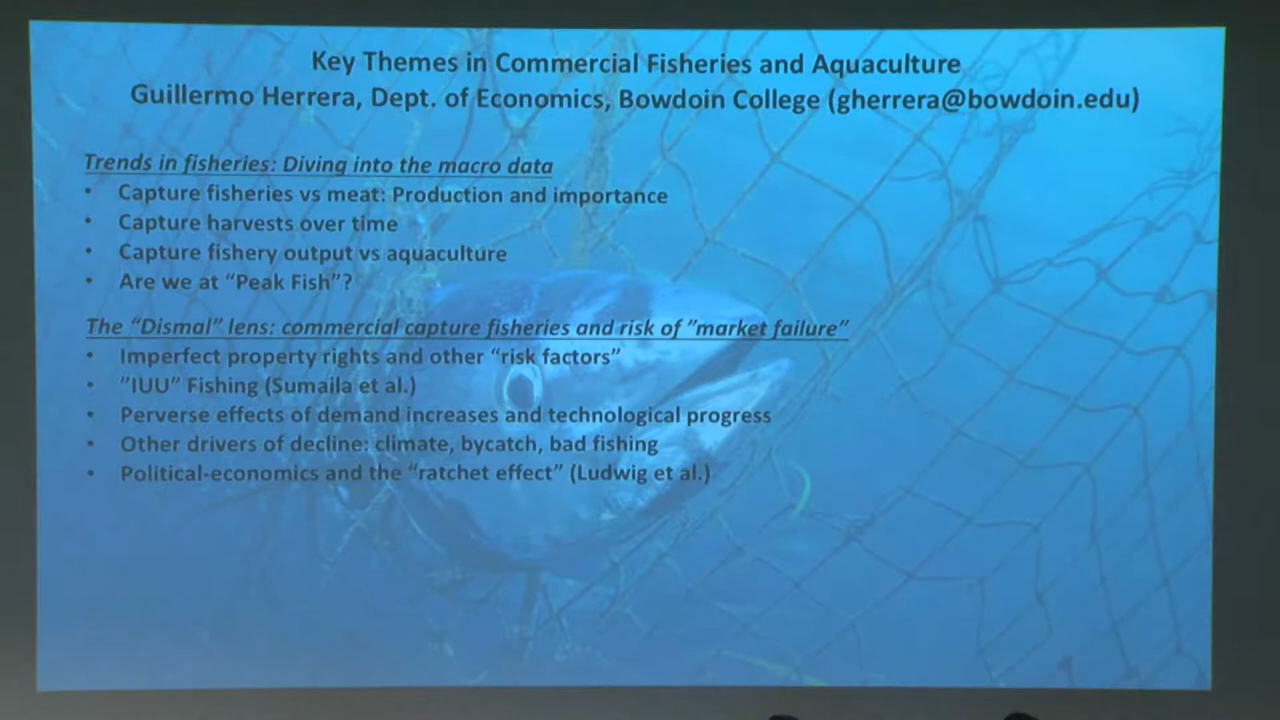 Key Themes in Commercial Fisheries and Aquaculture
Guillermo Herrera, Dept. of Economics, Bowdoin College (gherrera@bowdoin.edu)
Trends in fisheries: Diving into the macro data
• Capture fisheries vs meat: Production and importance
• Capture harvests over time
• Capture fishery output vs aquaculture
• Are we at “Peak Fish”?
The “Dismal” lens: commercial capture fisheries and risk of ”market failure”
• Imperfect property rights and other “risk factors”
• ”IUU” Fishing (Sumaila et al.)
• Perverse effects of demand increases and technological progress
• Other drivers of decline: climate, bycatch, bad fishing
• Political-economics and the “ratchet effect” (Ludwig et al.)